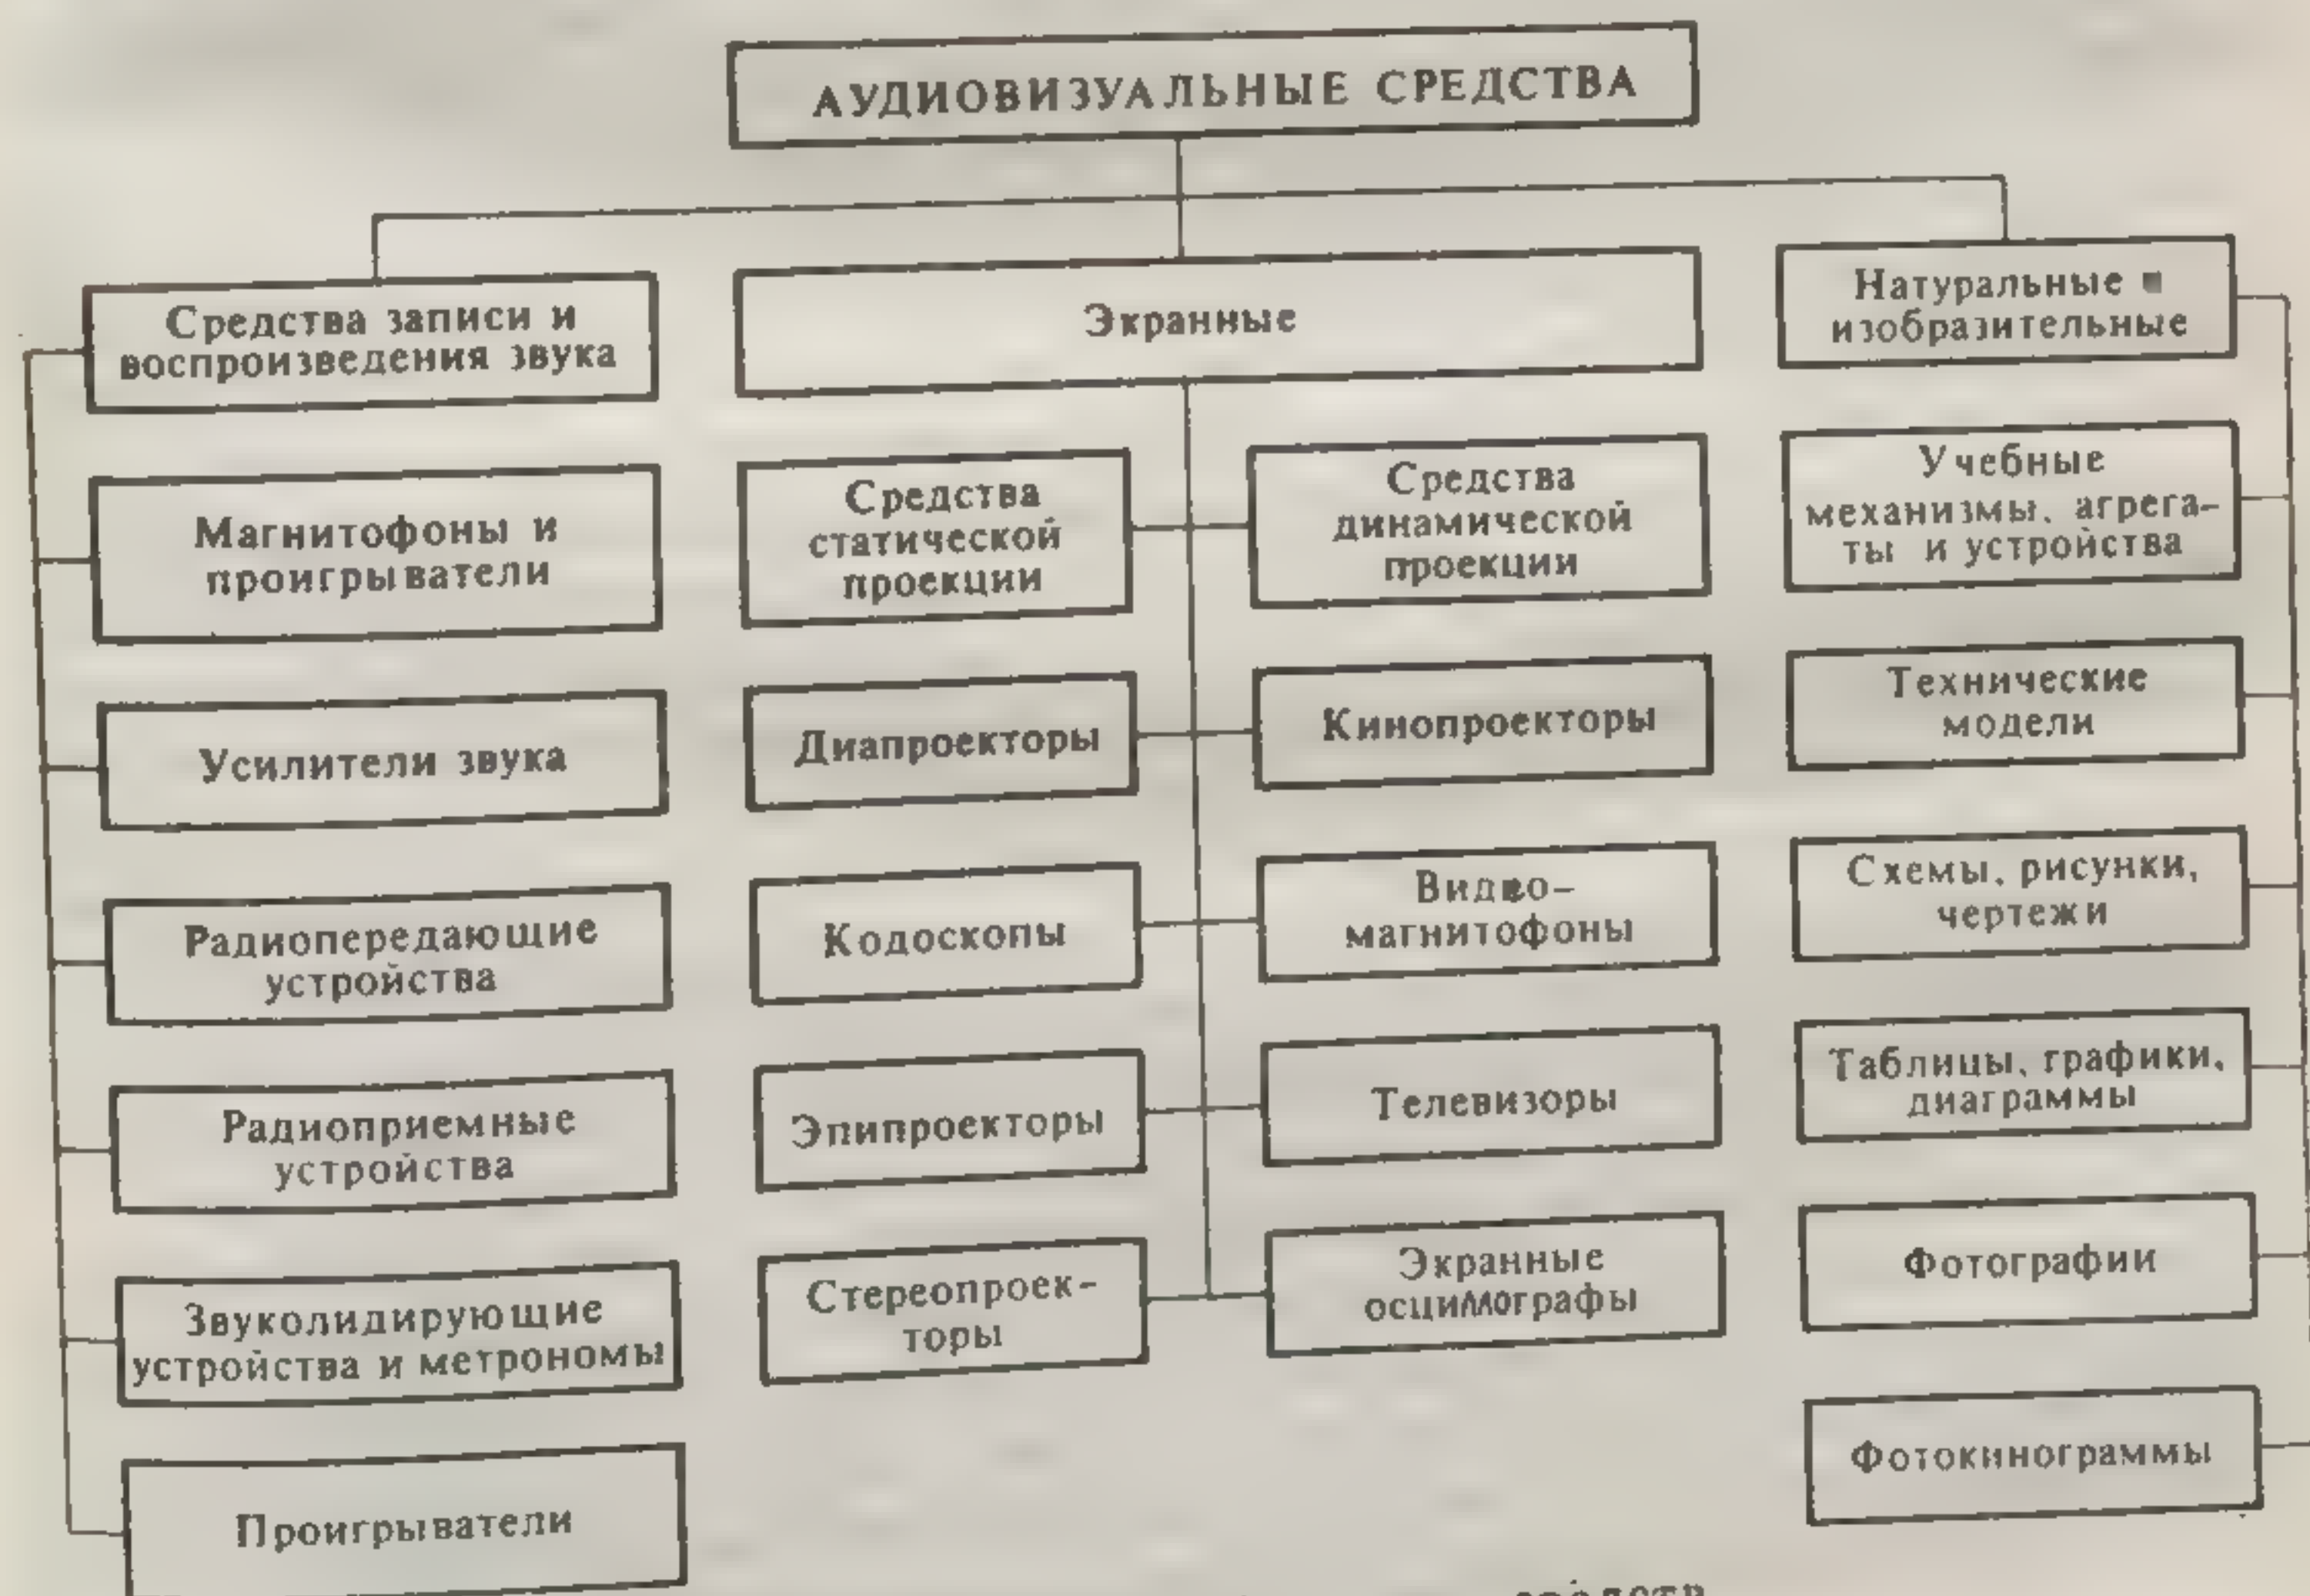 АУДИОВИЗУАЛЬНЫЕ СРЕДСТВА
Средства записи и
воспроизведения звука
Магнитофоны и
проигрыватели
Усилители звука
Радиопередающие
устройства
Радиоприемные
устройства
Звуколидирующие
устройства и метрономы
Проигрыватели
Экранные
Средства
статической
проекции
Диапроекторы
Кодоскопы
Эпипроекторы
Стереопроек-
торы
Средства
динамической
проекции
Кинопроекторы
Видео-
магнитофоны
Телевизоры
Экранные
осциллографы
Натуральные и
изобразительные
Учебные
механизмы, агрега-
ты и устройства
Технические
модели
Схемы, рисунки,
чертежи
Таблицы, графики,
диаграммы
Фотографии
Фотокинограммы